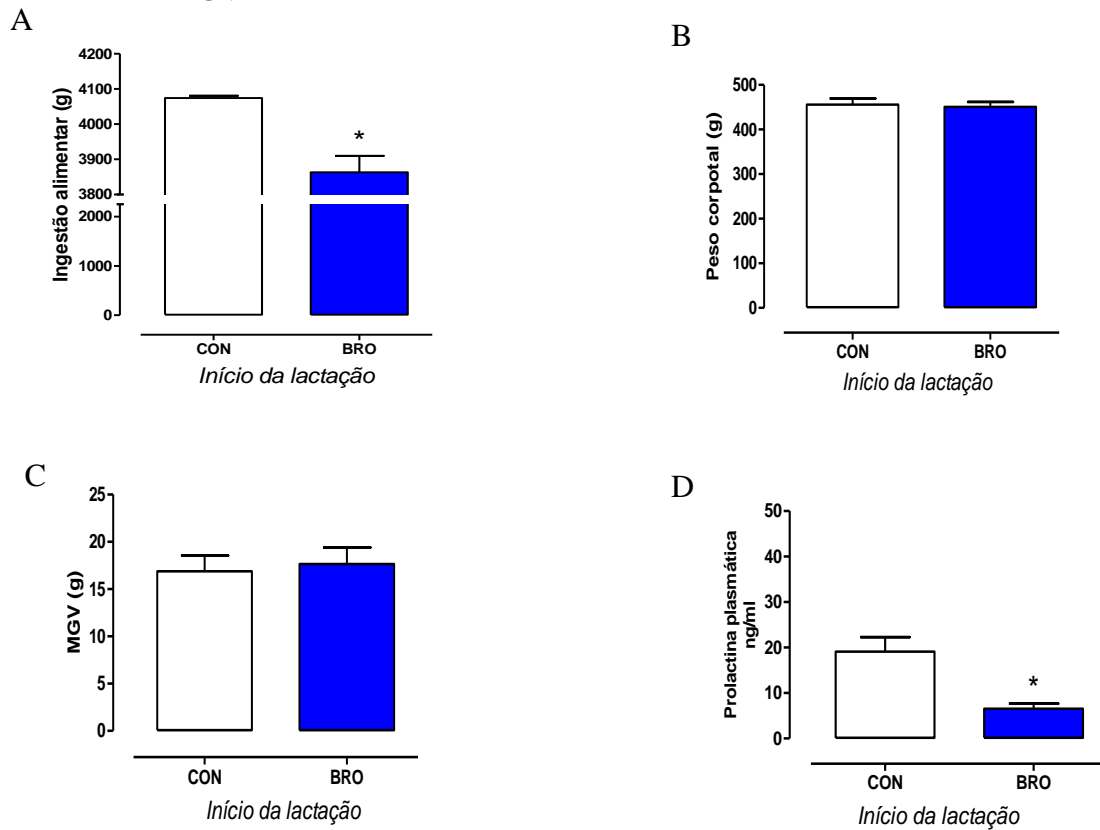 A
Ingestão alimentar (g)
4200
4100
4000
3900
3800
2000
1000
0
*
CON
BRO
Início da lactação
B
Peso corpotal (g)
500
400
300
200
100
0
CON
BRO
Início da lactação
C
MGV (g)
25
20
15
10
5
0
CON
BRO
Início da lactação
D
Prolactina plasmática
ng/ml
50
40
30
20
10
0
*
CON
BRO
Início da lactação